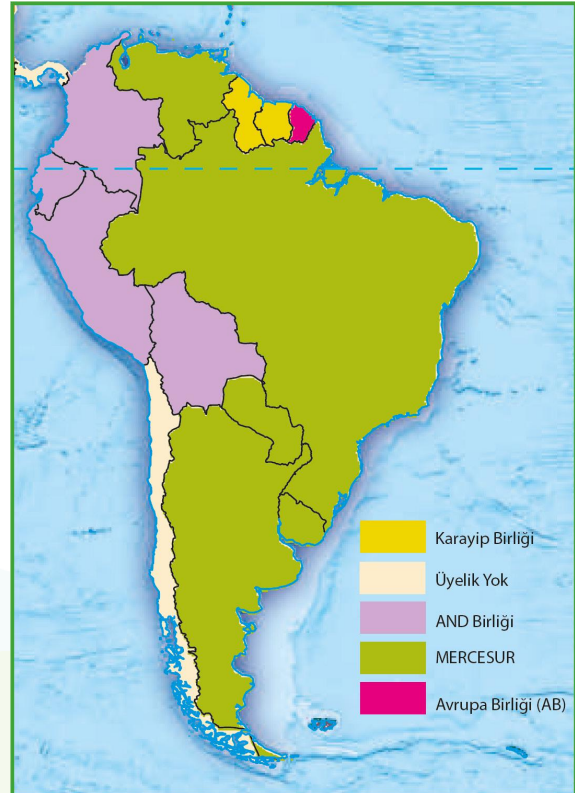 Karayip Birliği
Üyelik Yok
AND Birliği
MERCESUR
Avrupa Birliği (AB)